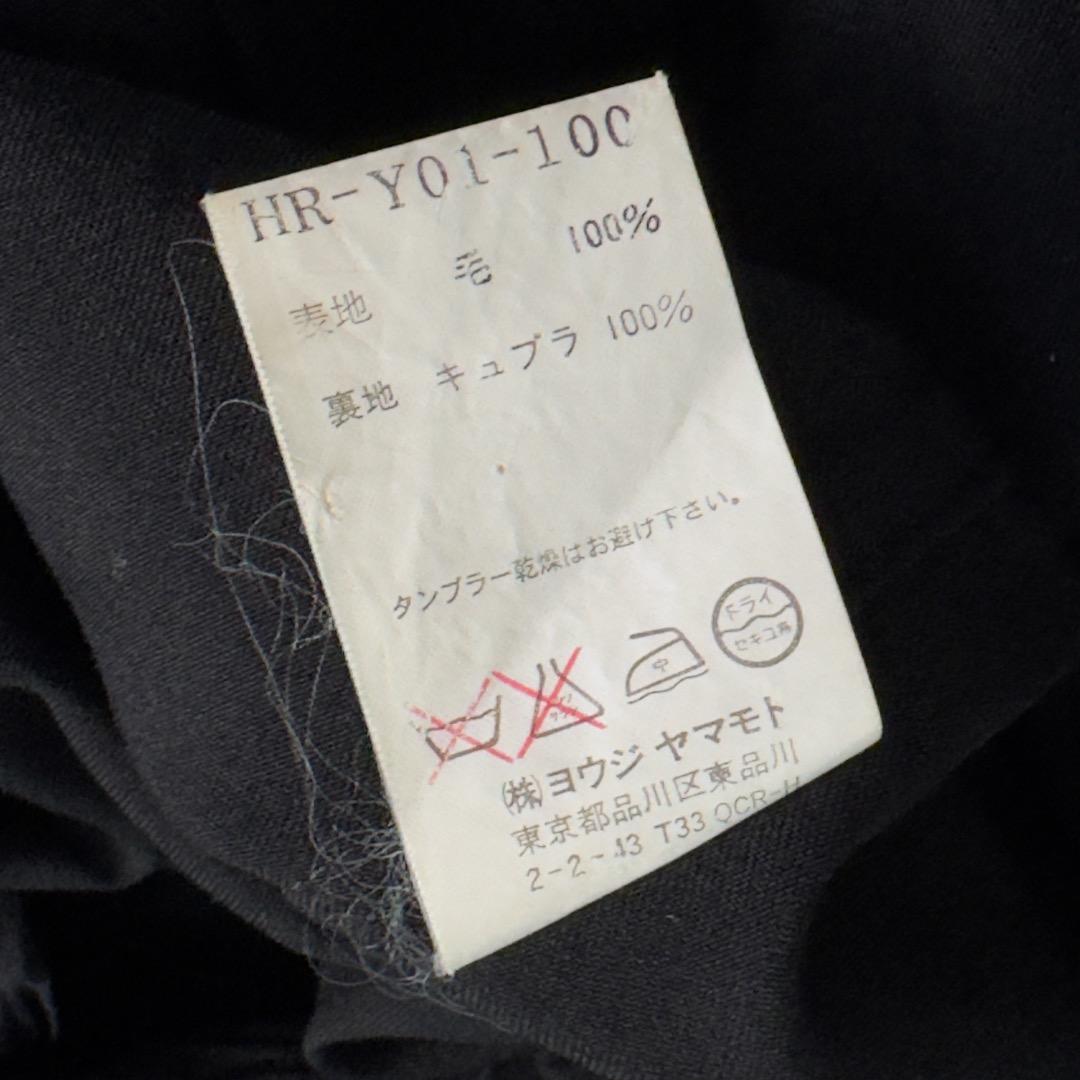 HR-Y01-100
表地 毛 100%
裏地 キュプラ 100%
タンブラー乾燥はお避け下さい。
中
ドライ
セキユ系
(株)ヨウジ ヤマモト
東京都品川区東品川
2-2-43 T33 QCR-H